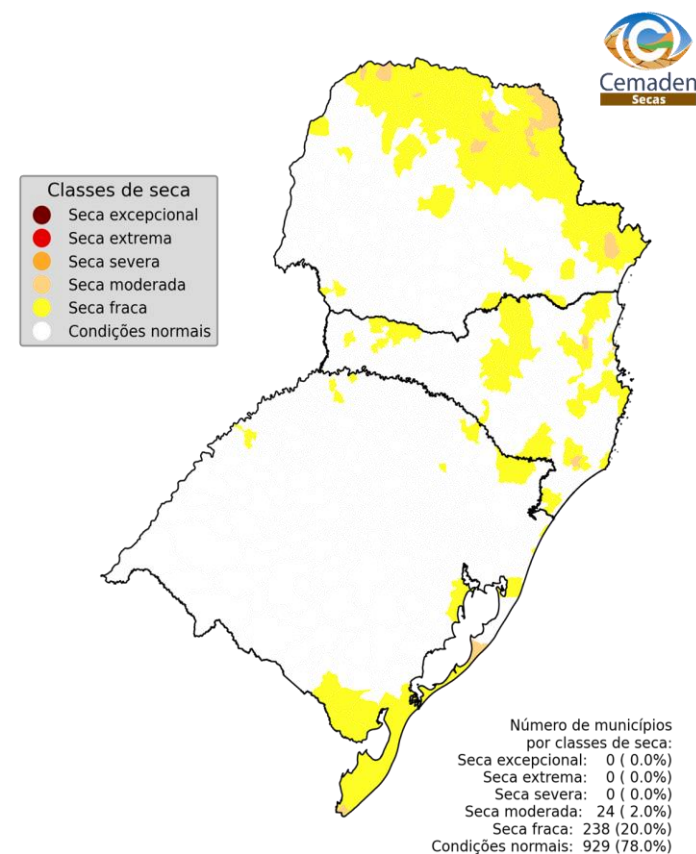 Cemaden
Secas
Classes de seca
Seca excepcional
Seca extrema
Seca severa
Seca moderada
Seca fraca
Condições normais
Número de municípios
por classes de seca:
Seca excepcional: 0 ( 0.0%)
Seca extrema: 0 ( 0.0%)
Seca severa: 0 ( 0.0%)
Seca moderada: 24 ( 2.0%)
Seca fraca: 238 (20.0%)
Condições normais: 929 (78.0%)